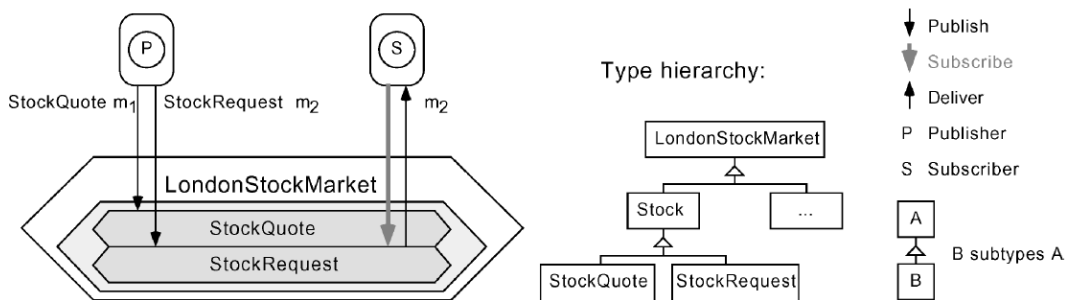 P
S
StockQuote m1
StockRequest m2
m2
LondonStockMarket
StockQuote
StockRequest
Type hierarchy:
LondonStockMarket
Stock
...
StockQuote
StockRequest
Publish
Subscribe
Deliver
P Publisher
S Subscriber
A
B subtypes A
B